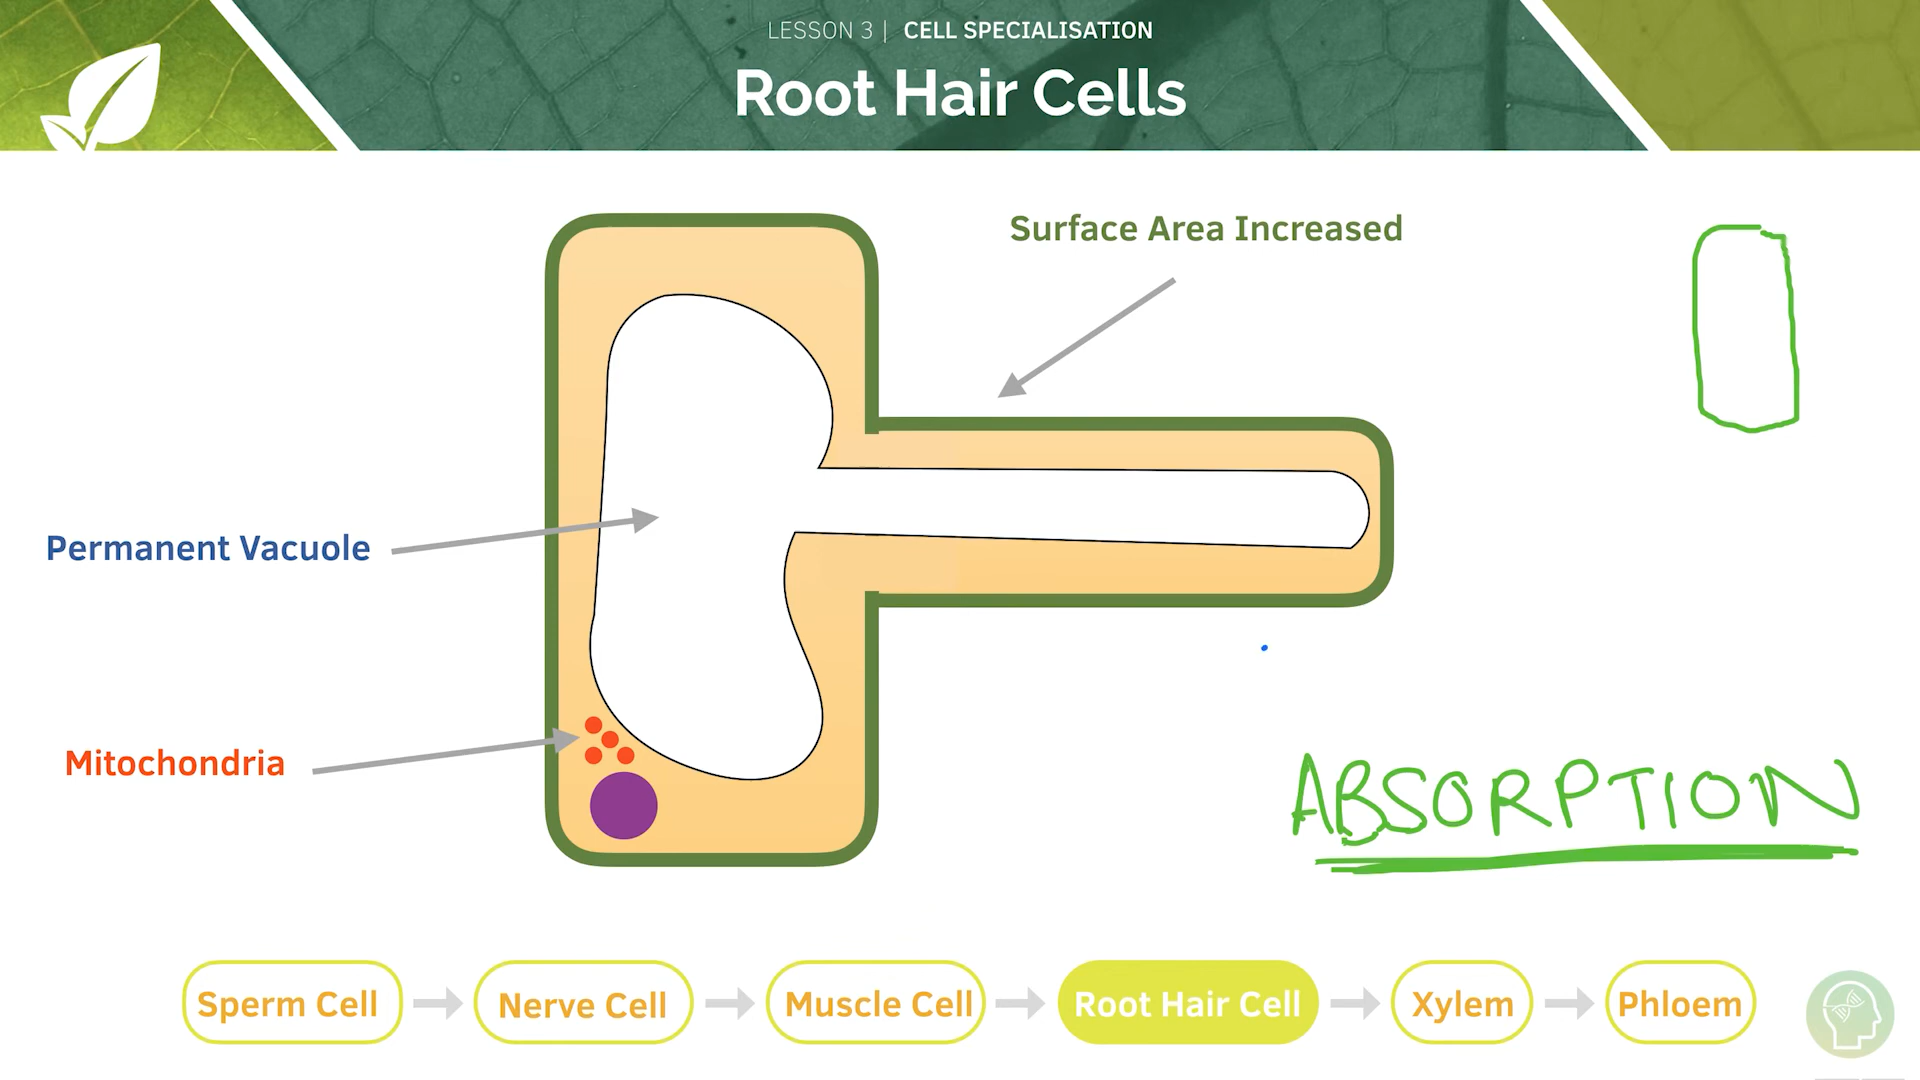 LESSON 3 | CELL SPECIALISATION
Root Hair Cells
Surface Area Increased
Permanent Vacuole
Mitochondria
ABSORPTION
Sperm Cell
Nerve Cell
Muscle Cell
Root Hair Cell
Xylem
Phloem